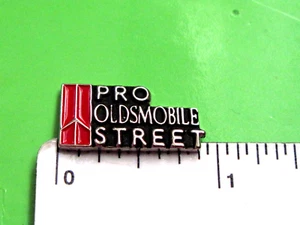 PRO
OLDSMOBILE
STREET
0 1